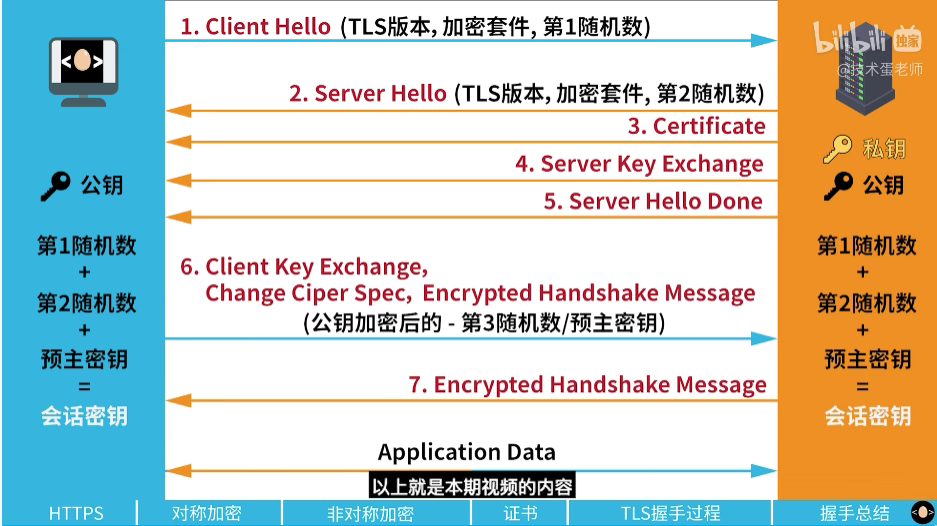 1. Client Hello (TLS版本, 加密套件, 第1随机数)
bilibili 独家
@技术蛋老师
2. Server Hello (TLS版本, 加密套件, 第2随机数)
3. Certificate
私钥
4. Server Key Exchange
公钥
公钥
5. Server Hello Done
第1随机数
+
第2随机数
+
预主密钥
=
会话密钥
6. Client Key Exchange,
Change Ciper Spec, Encrypted Handshake Message
(公钥加密后的 - 第3随机数/预主密钥)
第1随机数
+
第2随机数
+
预主密钥
=
会话密钥
7. Encrypted Handshake Message
Application Data
以上就是本期视频的内容
HTTPS 对称加密 非对称加密 证书 TLS握手过程 握手总结